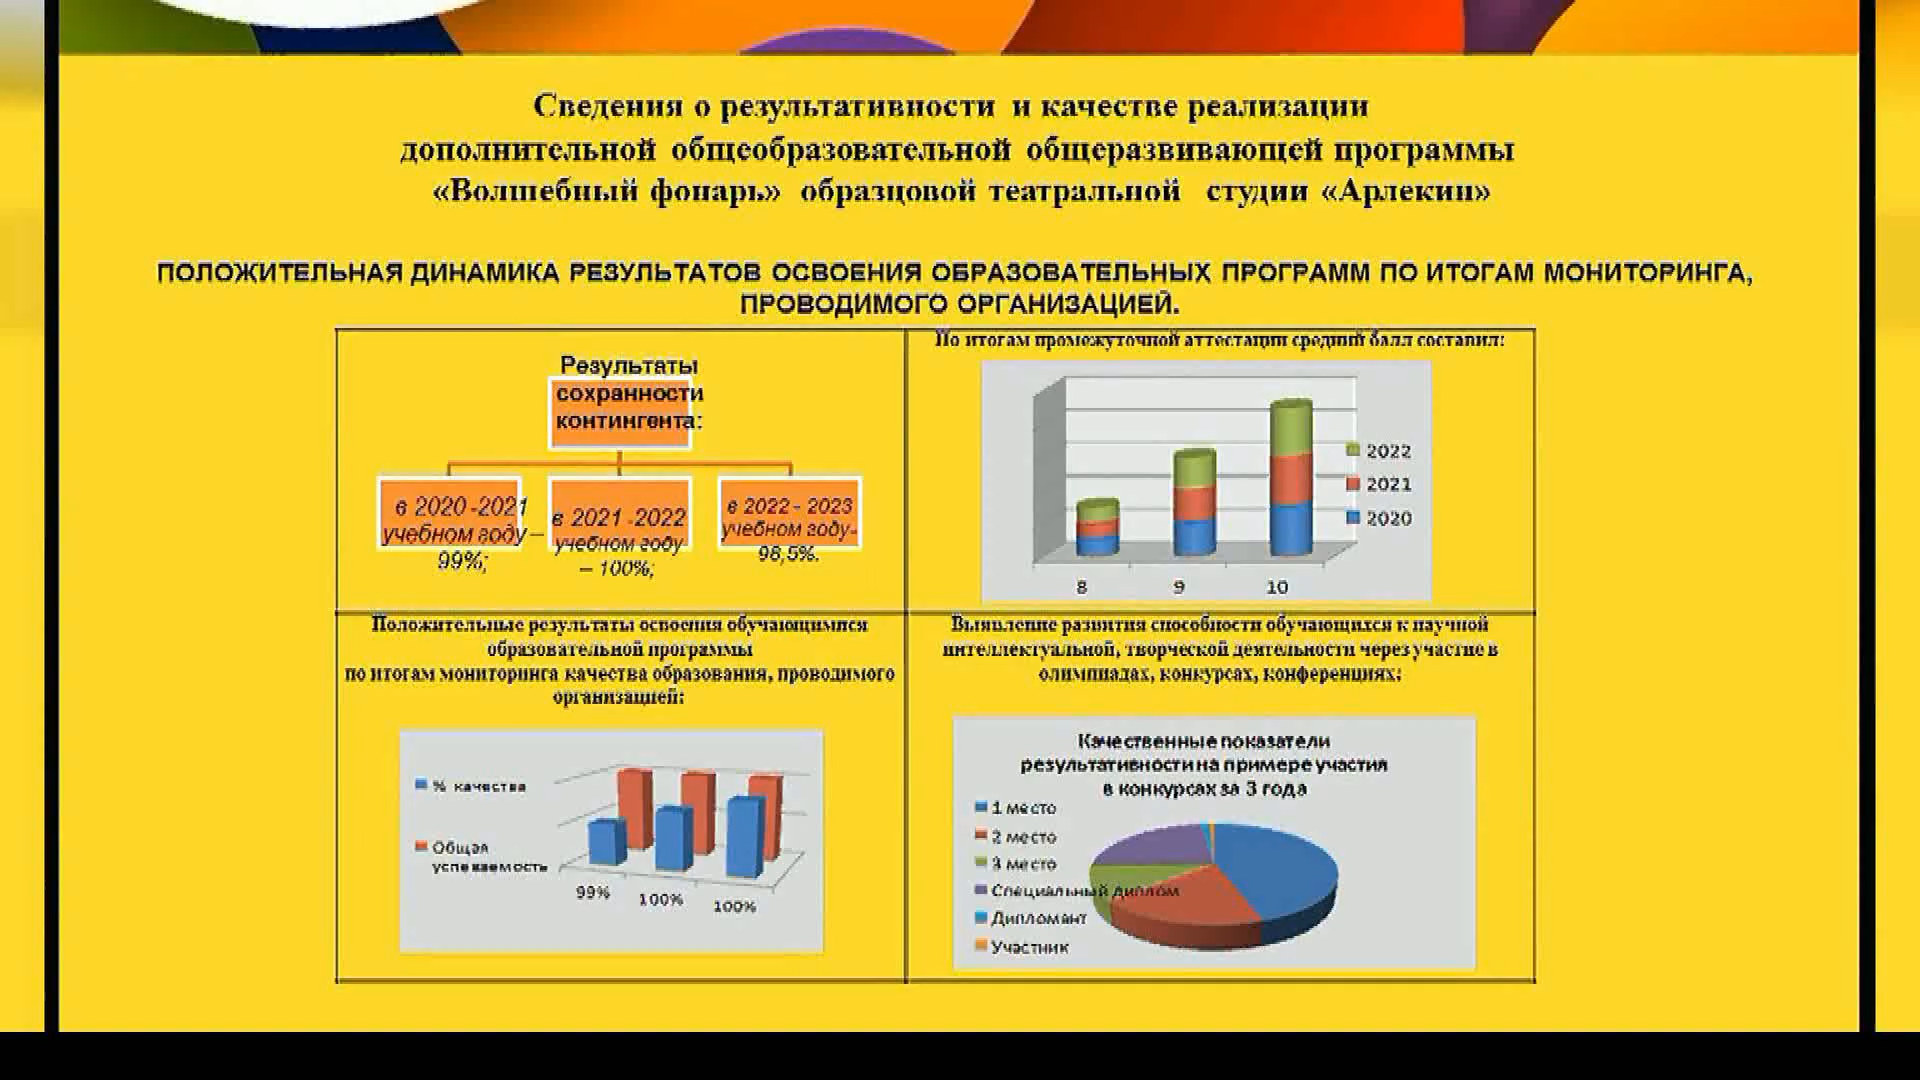 Сведения о результативности и качестве реализации
дополнительной общеобразовательной общеразвивающей программы
«Волшебный фонарь» образцовой театральной студии «Арлекин»
ПОЛОЖИТЕЛЬНАЯ ДИНАМИКА РЕЗУЛЬТАТОВ ОСВОЕНИЯ ОБРАЗОВАТЕЛЬНЫХ ПРОГРАММ ПО ИТОГАМ МОНИТОРИНГА,
ПРОВОДИМОГО ОРГАНИЗАЦИЕЙ.
Результаты
сохранности
контингента:
в 2020 -2021
учебном году –
99%;
в 2021 -2022
учебном году
– 100%;
в 2022 - 2023
учебном году-
98,5%.
По итогам промежуточной аттестации средний балл составил:
2022
2021
2020
8
9
10
Положительные результаты освоения обучающимися
образовательной программы
по итогам мониторинга качества образования, проводимого
организацией:
% качества
Общая
успеваемость
99%
100%
100%
Выявление развития способности обучающихся к научной
интеллектуальной, творческой деятельности через участие в
олимпиадах, конкурсах, конференциях:
Качественные показатели
результативности на примере участия
в конкурсах за 3 года
1 место
2 место
3 место
Специальный диплом
Дипломант
Участник